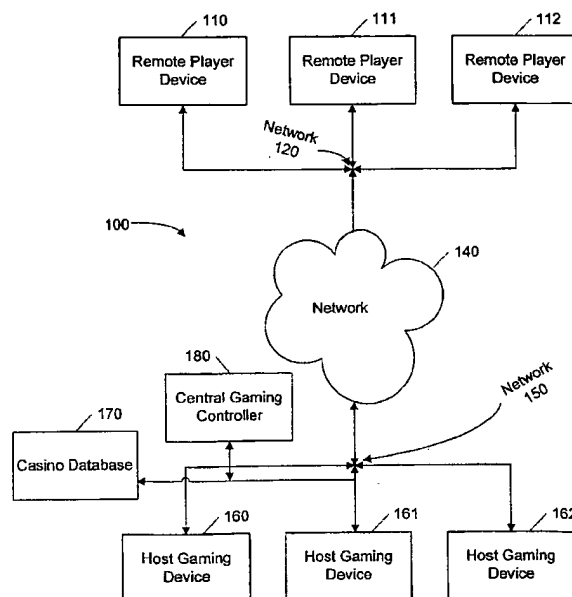 110
111
112
Remote Player
Device
Remote Player
Device
Remote Player
Device
Network
120
100
140
Network
180
Central Gaming
Controller
Network
150
170
Casino Database
160
161
162
Host Gaming
Device
Host Gaming
Device
Host Gaming
Device